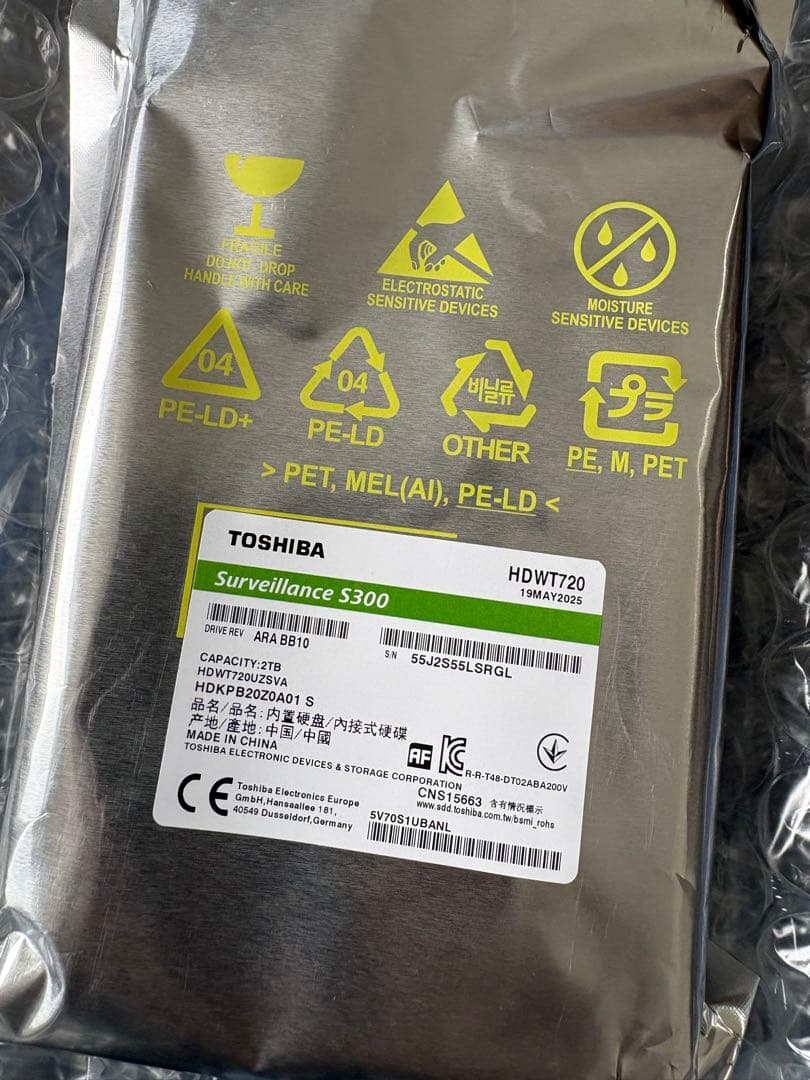 FRAGILE
DO NOT DROP
HANDLE WITH CARE
ELECTROSTATIC
SENSITIVE DEVICES
MOISTURE
SENSITIVE DEVICES
04
PE-LD+
04
PE-LD
비닐류
OTHER
プラ
PE, M, PET
> PET, MEL(Al), PE-LD <
TOSHIBA
HDWT720
19MAY2025
Surveillance S300
DRIVE REV ARA BB10
S/N 55J2S55LSRGL
CAPACITY:2TB
HDWT720UZSVA
HDKPB20Z0A01 S
品名/品名: 内置硬盘/內接式硬碟
产地/產地: 中国/中國
MADE IN CHINA
TOSHIBA ELECTRONIC DEVICES & STORAGE CORPORATION
AF
R-R-T48-DT02ABA200V
CNS15663 含有情況標示
www.sdd.toshiba.com.tw/bsmi_rohs
CE
Toshiba Electronics Europe
GmbH, Hansaallee 181,
40549 Dusseldorf, Germany
5V70S1UBANL